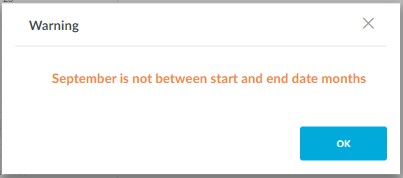 Warning
September is not between start and end date months
OK